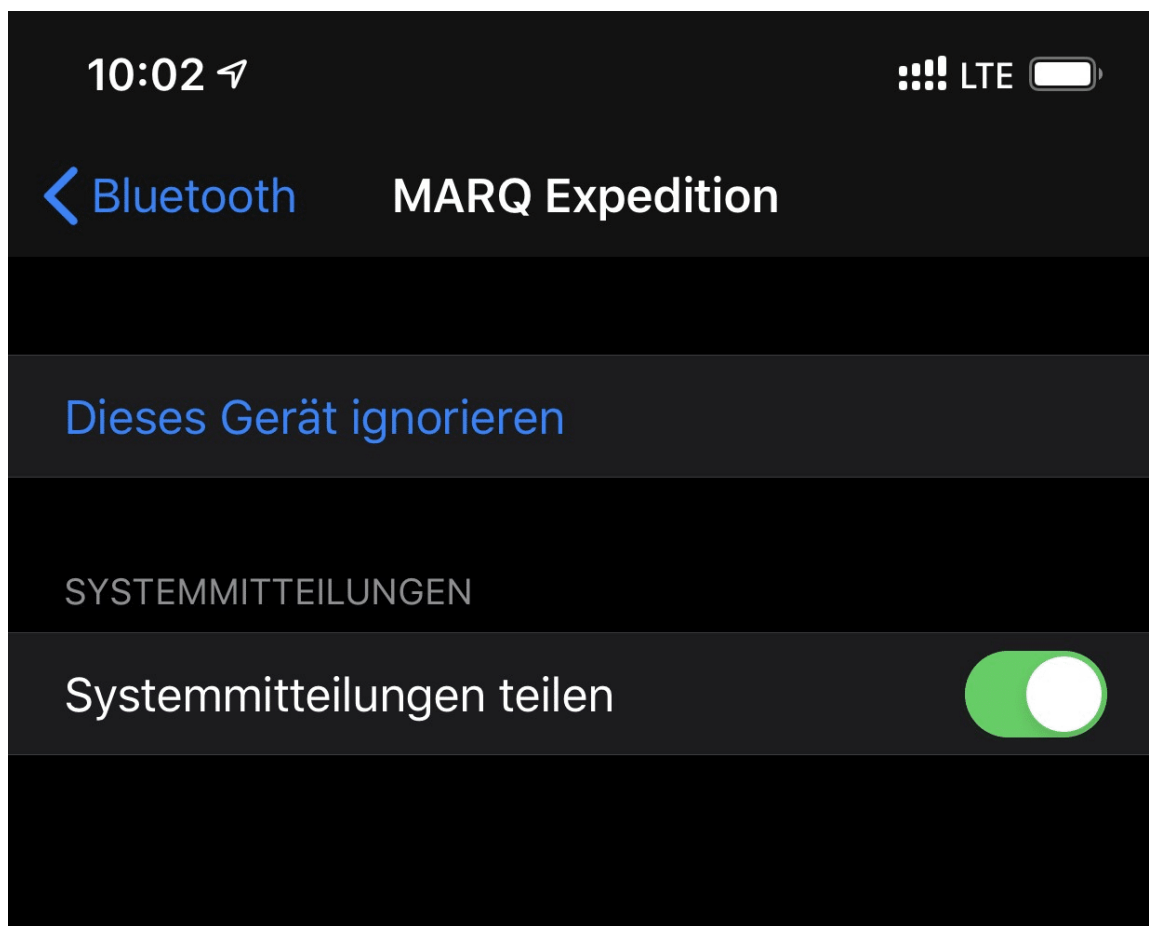 10:02 LTE
Bluetooth MARQ Expedition
Dieses Gerät ignorieren
SYSTEMMITTEILUNGEN
Systemmitteilungen teilen